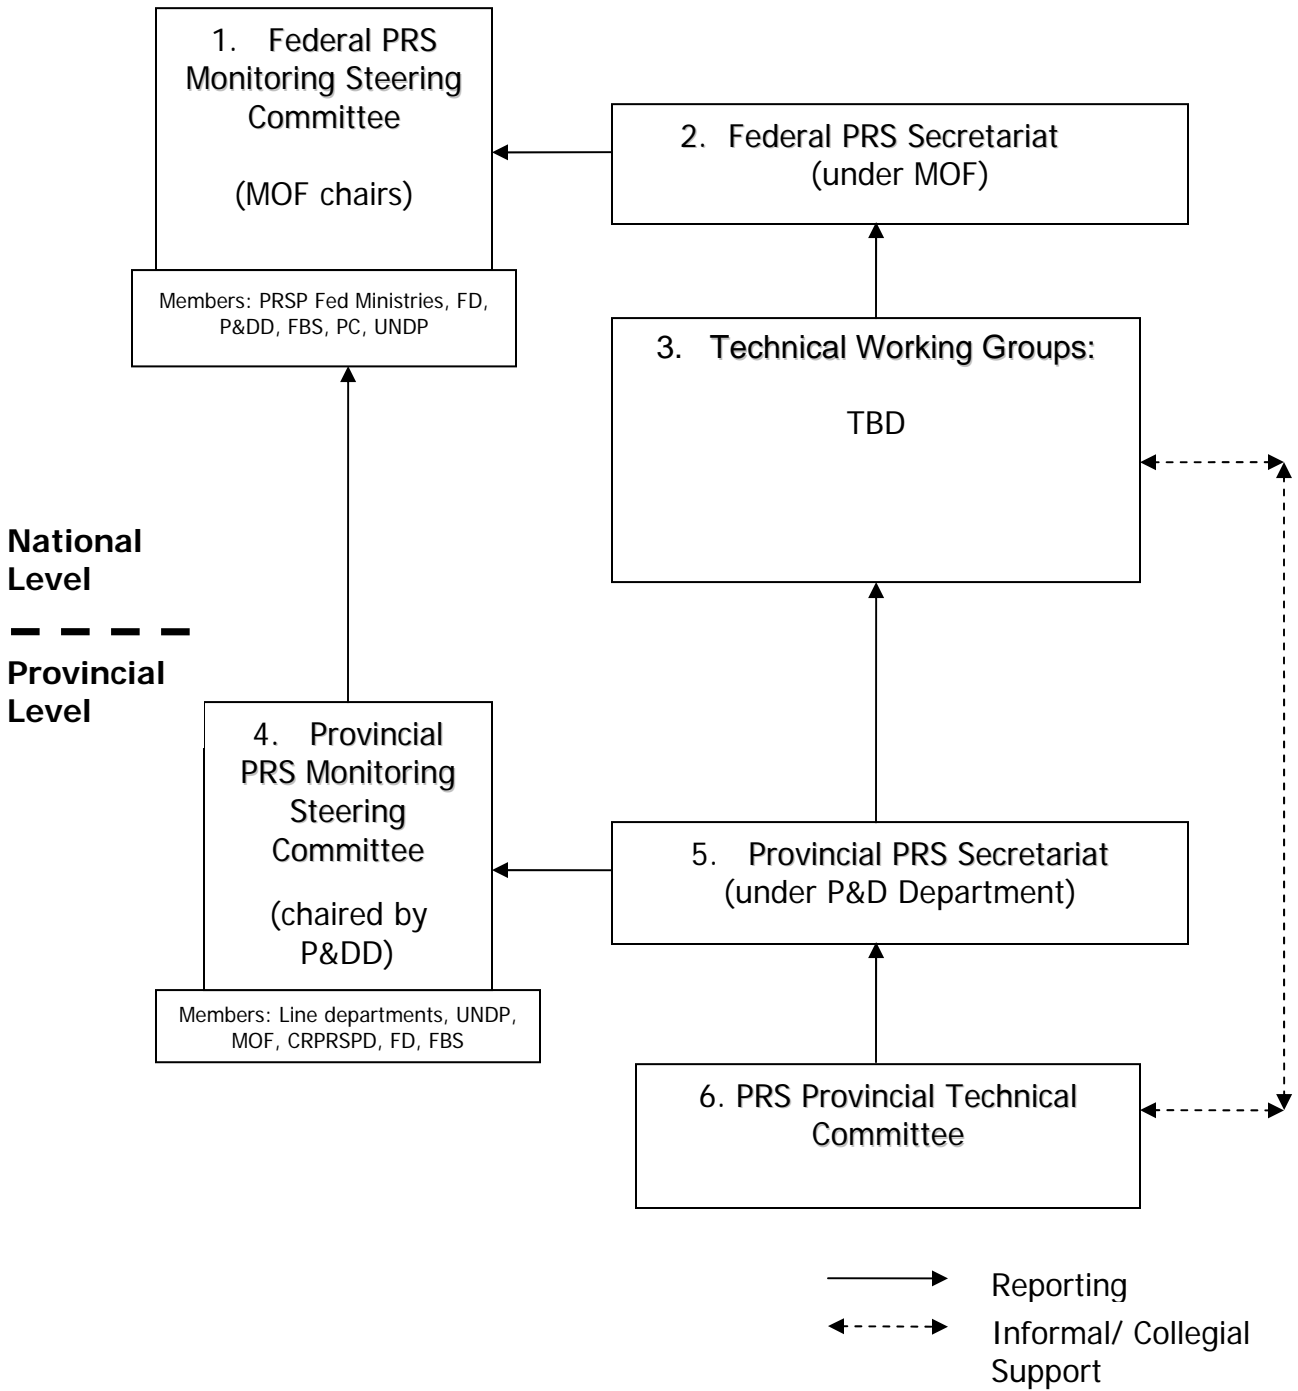 1. Federal PRS
Monitoring Steering
Committee
(MOF chairs)
Members: PRSP Fed Ministries, FD,
P&DD, FBS, PC, UNDP
2. Federal PRS Secretariat
(under MOF)
3. Technical Working Groups:
TBD
National
Level
Provincial
Level
4. Provincial
PRS Monitoring
Steering
Committee
(chaired by
P&DD)
Members: Line departments, UNDP,
MOF, CRPRSPD, FD, FBS
5. Provincial PRS Secretariat
(under P&D Department)
6. PRS Provincial Technical
Committee
Reporting
Informal/ Collegial
Support